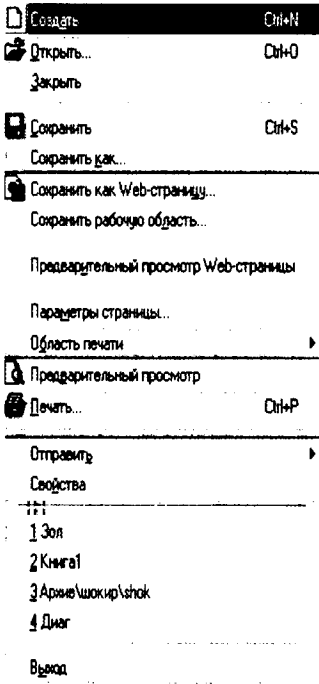 Создать Ctrl+N
Открыть... Ctrl+O
Закрыть
Сохранить Ctrl+S
Сохранить как...
Сохранить как Web-страницу...
Сохранить рабочую область...
Предварительный просмотр Web-страницы
Параметры страницы...
Область печати
Предварительный просмотр
Печать... Ctrl+P
Отправить
Свойства
1 Зол
2 Книга1
3 Архив\шокир\shok
4 Диаг
Выход